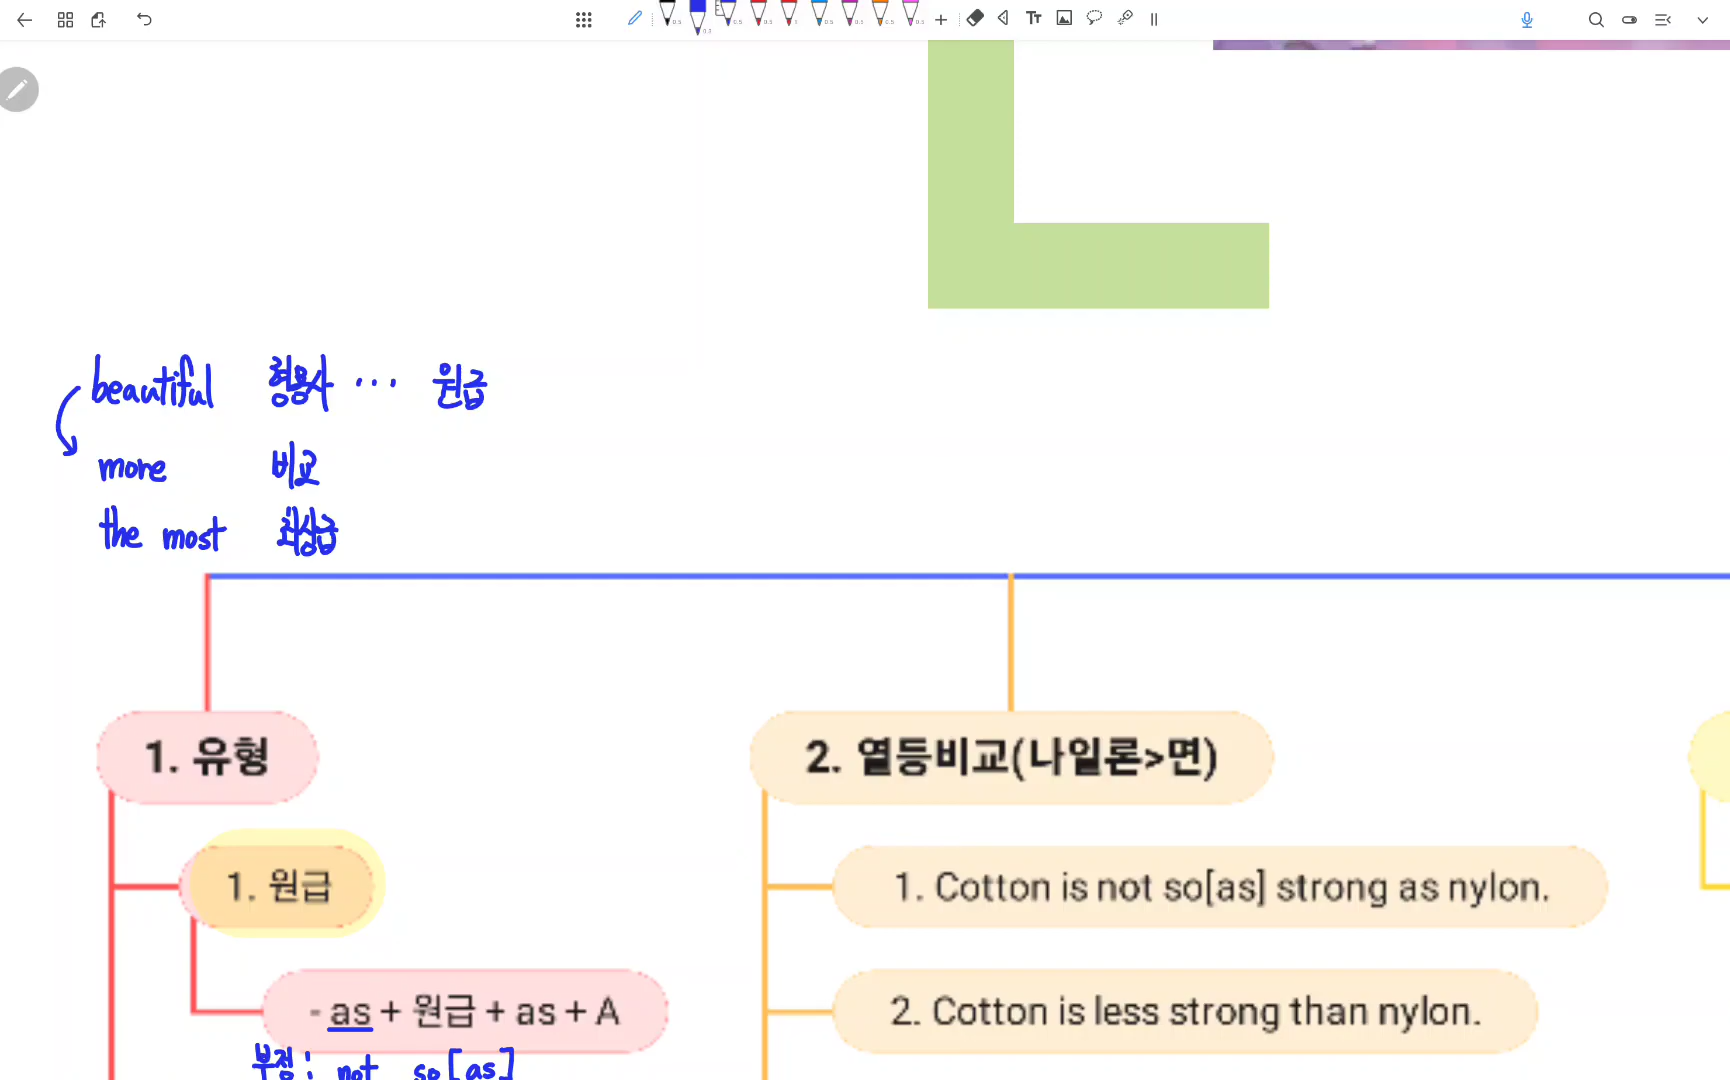 beautiful 형용사 ... 원급
more 비교
the most 최상급
1. 유형
2. 열등비교(나일론>면)
1. 원급
1. Cotton is not so[as] strong as nylon.
- as + 원급 + as + A
2. Cotton is less strong than nylon.
부정: not so [as]